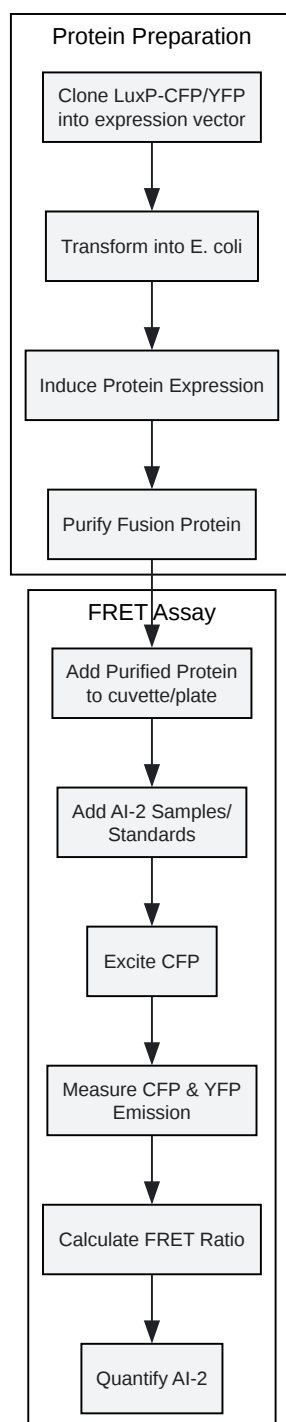 Protein Preparation
Clone LuxP-CFP/YFP
into expression vector
Transform into E. coli
Induce Protein Expression
Purify Fusion Protein
FRET Assay
Add Purified Protein
to cuvette/plate
Add AI-2 Samples/
Standards
Excite CFP
Measure CFP & YFP
Emission
Calculate FRET Ratio
Quantify AI-2